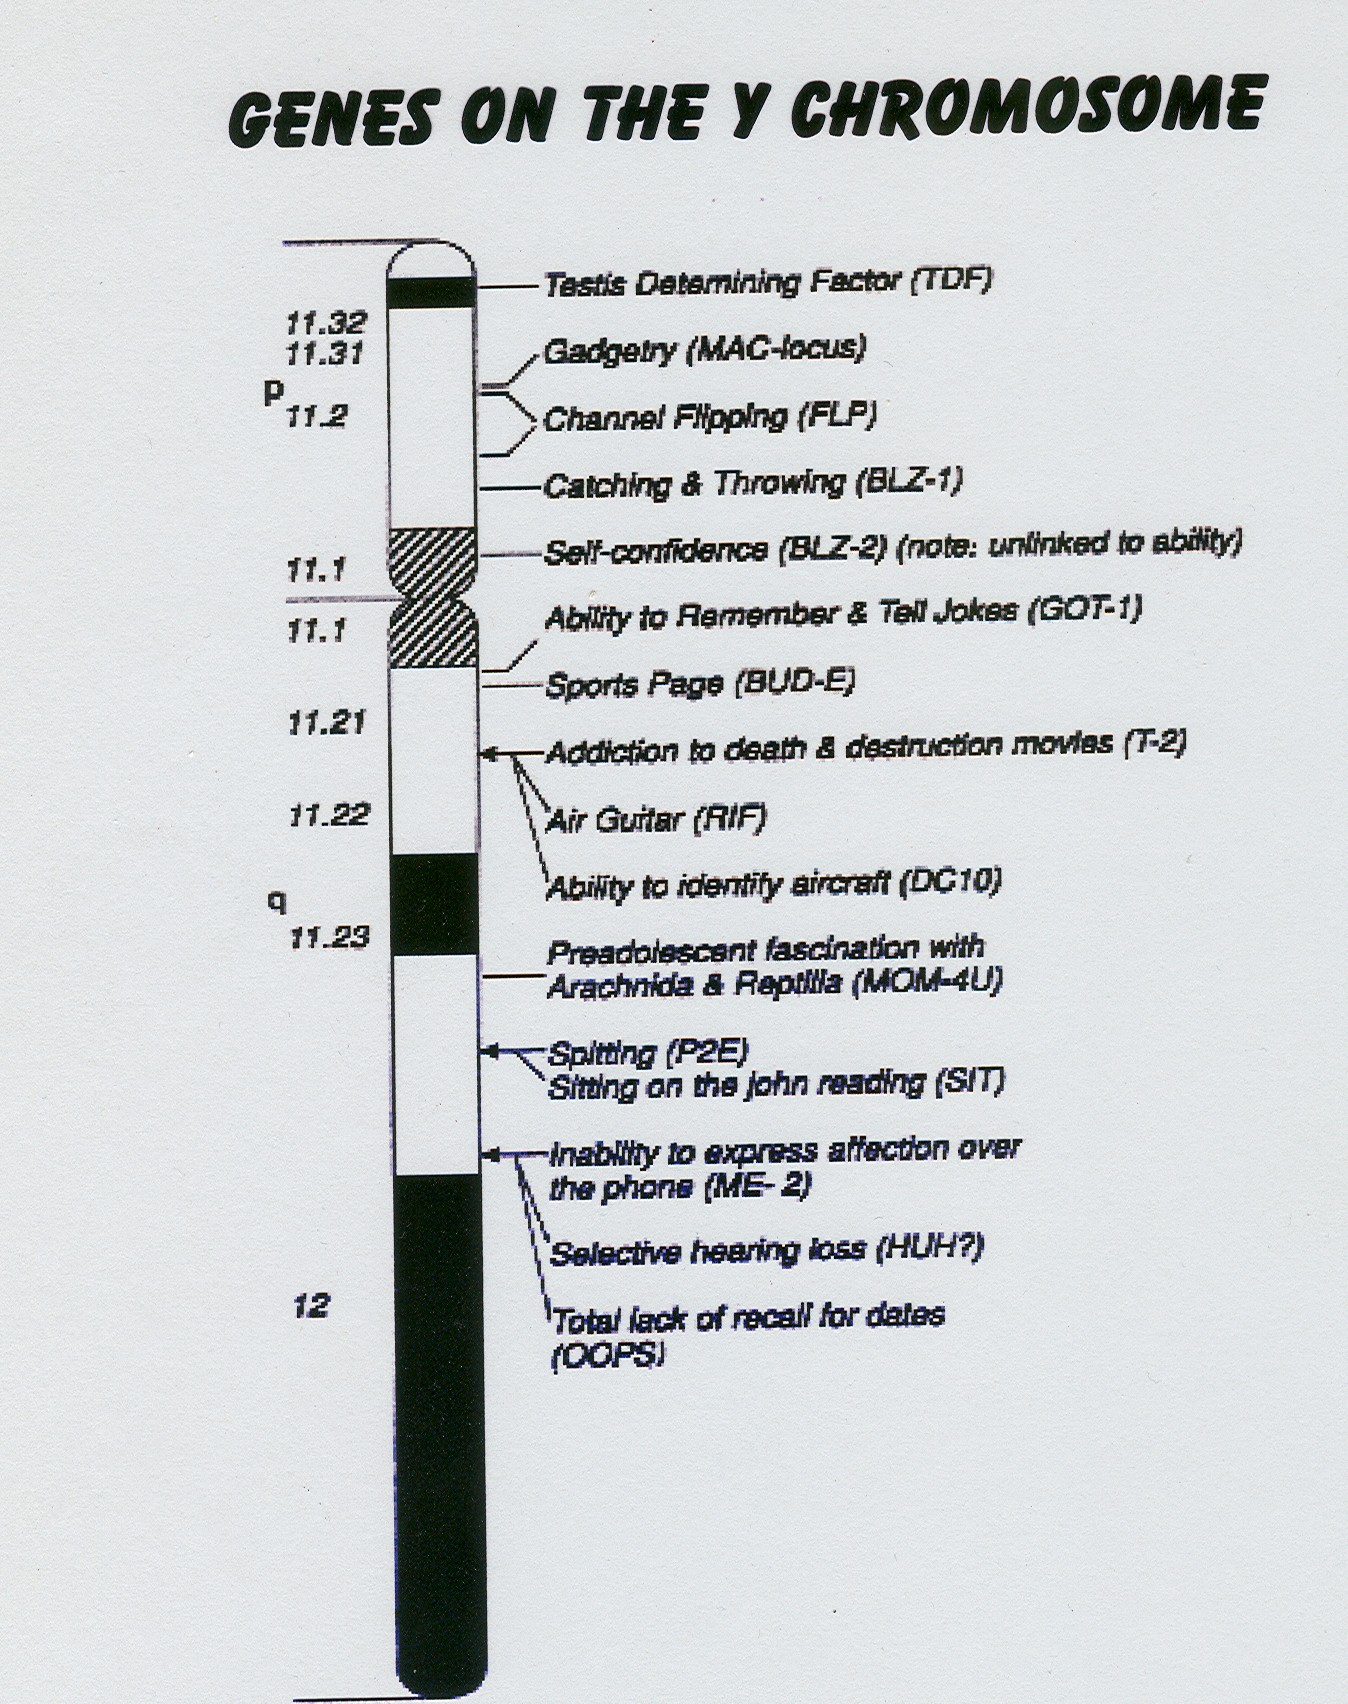 GENES ON THE Y CHROMOSOME
Testis Detemining Factor (TDF)
11.32
11.31
Gadgetry (MAC-locus)
p
11.2
Channel Flipping (FLP)
Catching & Throwing (BLZ-1)
Self-confidence (BLZ-2) (note: unlinked to ability)
11.1
Ability to Remember & Tell Jokes (GOT-1)
11.1
Sports Page (BUD-E)
11.21
Addiction to death & destruction movies (T-2)
11.22
Air Guitar (RIF)
Ability to identify aircraft (DC10)
q
11.23
Preadolescent fascination with
Arachnida & Reptilia (MOM-4U)
Spitting (P2E)
Sitting on the john reading (SIT)
Inability to express affection over
the phone (ME- 2)
Selective hearing loss (HUH?)
12
Total lack of recall for dates
(OOPS)